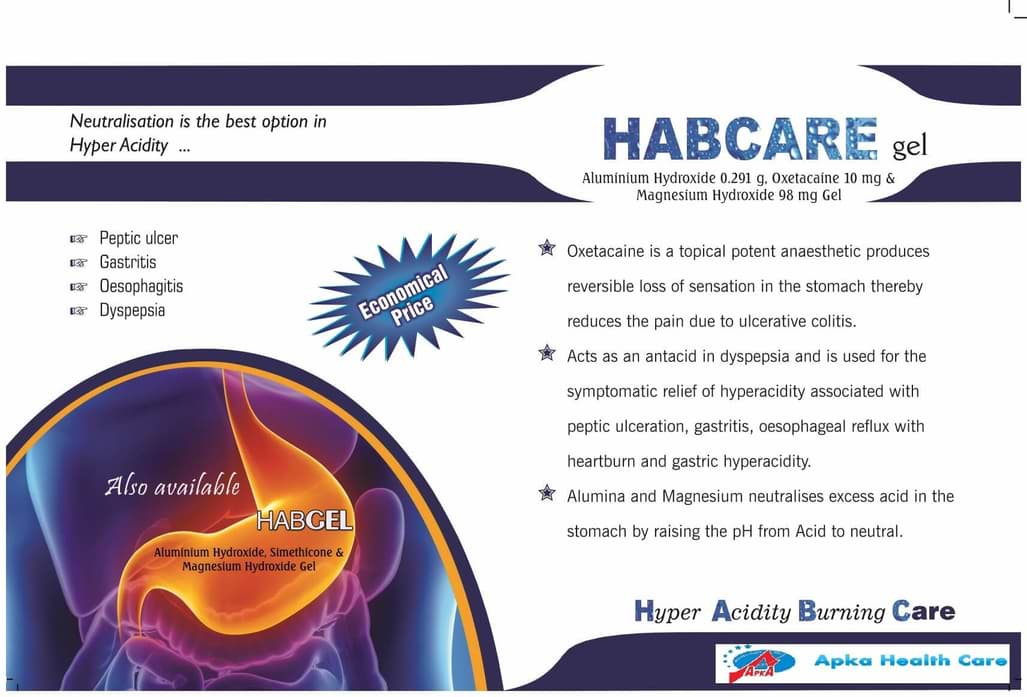 Neutralisation is the best option in
Hyper Acidity ...
HABCARE gel
Aluminium Hydroxide 0.291 g, Oxetacaine 10 mg &
Magnesium Hydroxide 98 mg Gel
Peptic ulcer
Gastritis
Oesophagitis
Dyspepsia
Economical
Price
Oxetacaine is a topical potent anaesthetic produces
reversible loss of sensation in the stomach thereby
reduces the pain due to ulcerative colitis.
Acts as an antacid in dyspepsia and is used for the
symptomatic relief of hyperacidity associated with
peptic ulceration, gastritis, oesophageal reflux with
heartburn and gastric hyperacidity.
Alumina and Magnesium neutralises excess acid in the
stomach by raising the pH from Acid to neutral.
Also available
HABGEL
Aluminium Hydroxide, Simethicone &
Magnesium Hydroxide Gel
Hyper Acidity Burning Care
APKA
Apka Health Care